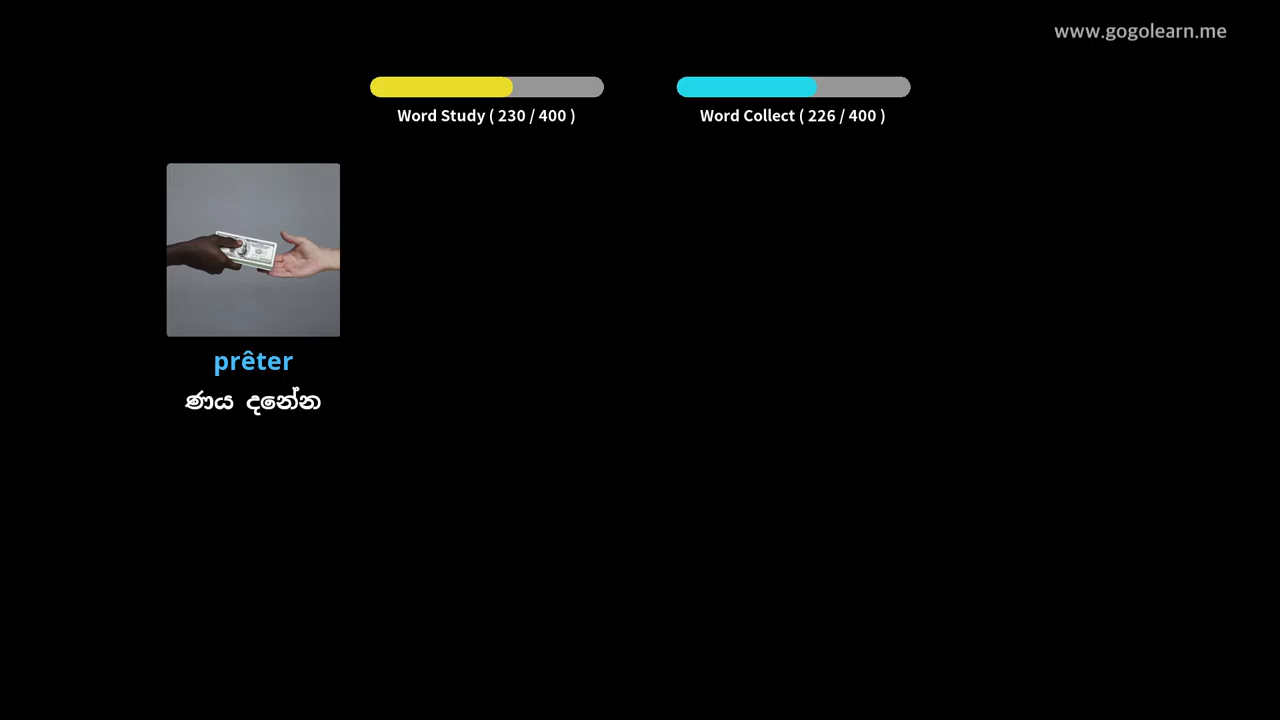 www.gogolearn.me
Word Study ( 230 / 400 )
Word Collect ( 226 / 400 )
prêter
ණය දෙන්න